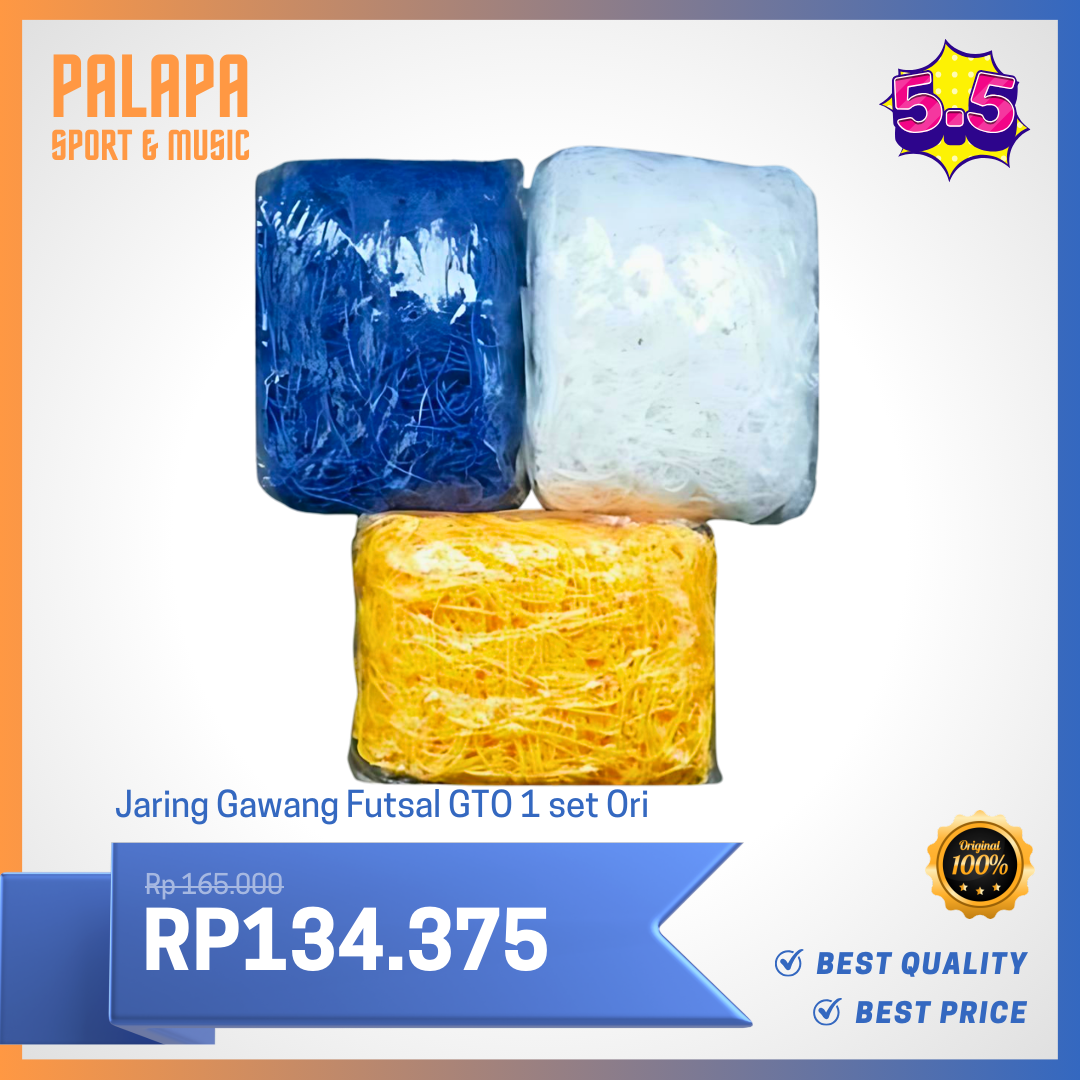 PALAPA
SPORT & MUSIC
5.5
Jaring Gawang Futsal GTO 1 set Ori
Rp 165.000
RP134.375
Original
100%
BEST QUALITY
BEST PRICE